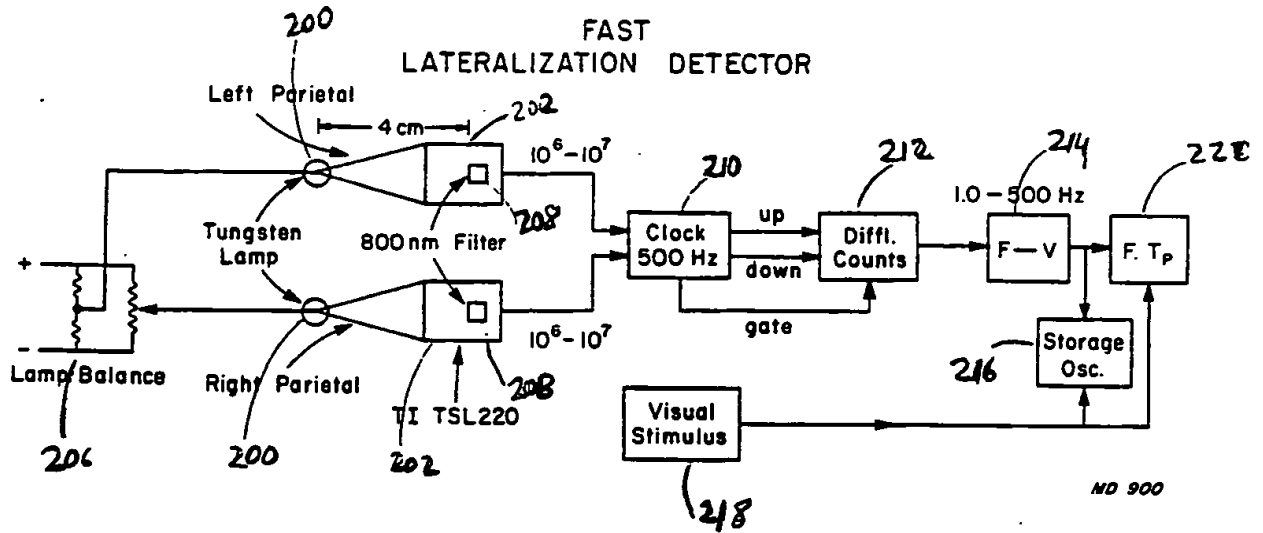 200
FAST
LATERALIZATION DETECTOR
Left Parietal
4 cm
202
10⁶-10⁷
210
212
214
1.0-500 Hz
208
Tungsten
Lamp
800 nm Filter
Clock
500 Hz
up
down
gate
Diffl.
Counts
F-V
F. Tₚ
+
-
10⁶-10⁷
Lamp Balance
Right Parietal
208
TI TSL220
216
Storage
Osc.
Visual
Stimulus
206
200
202
218
MD 900